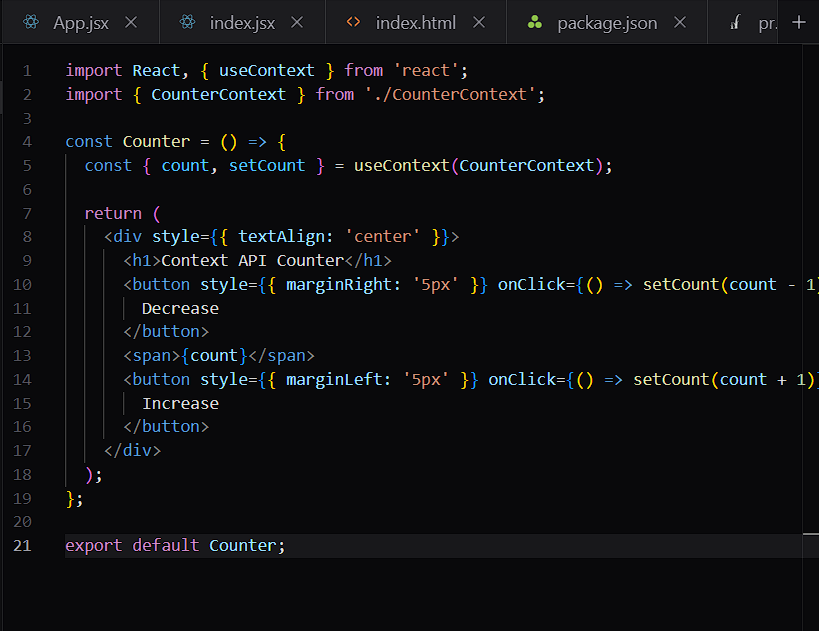 App.jsx index.jsx index.html package.json pr.
1 import React, { useContext } from 'react';
2 import { CounterContext } from './CounterContext';
3
4 const Counter = () => {
5 const { count, setCount } = useContext(CounterContext);
6
7 return (
8 <div style={{ textAlign: 'center' }}>
9 <h1>Context API Counter</h1>
10 <button style={{ marginRight: '5px' }} onClick={() => setCount(count - 1)
11 Decrease
12 </button>
13 <span>{count}</span>
14 <button style={{ marginLeft: '5px' }} onClick={() => setCount(count + 1)}
15 Increase
16 </button>
17 </div>
18 );
19 };
20
21 export default Counter;